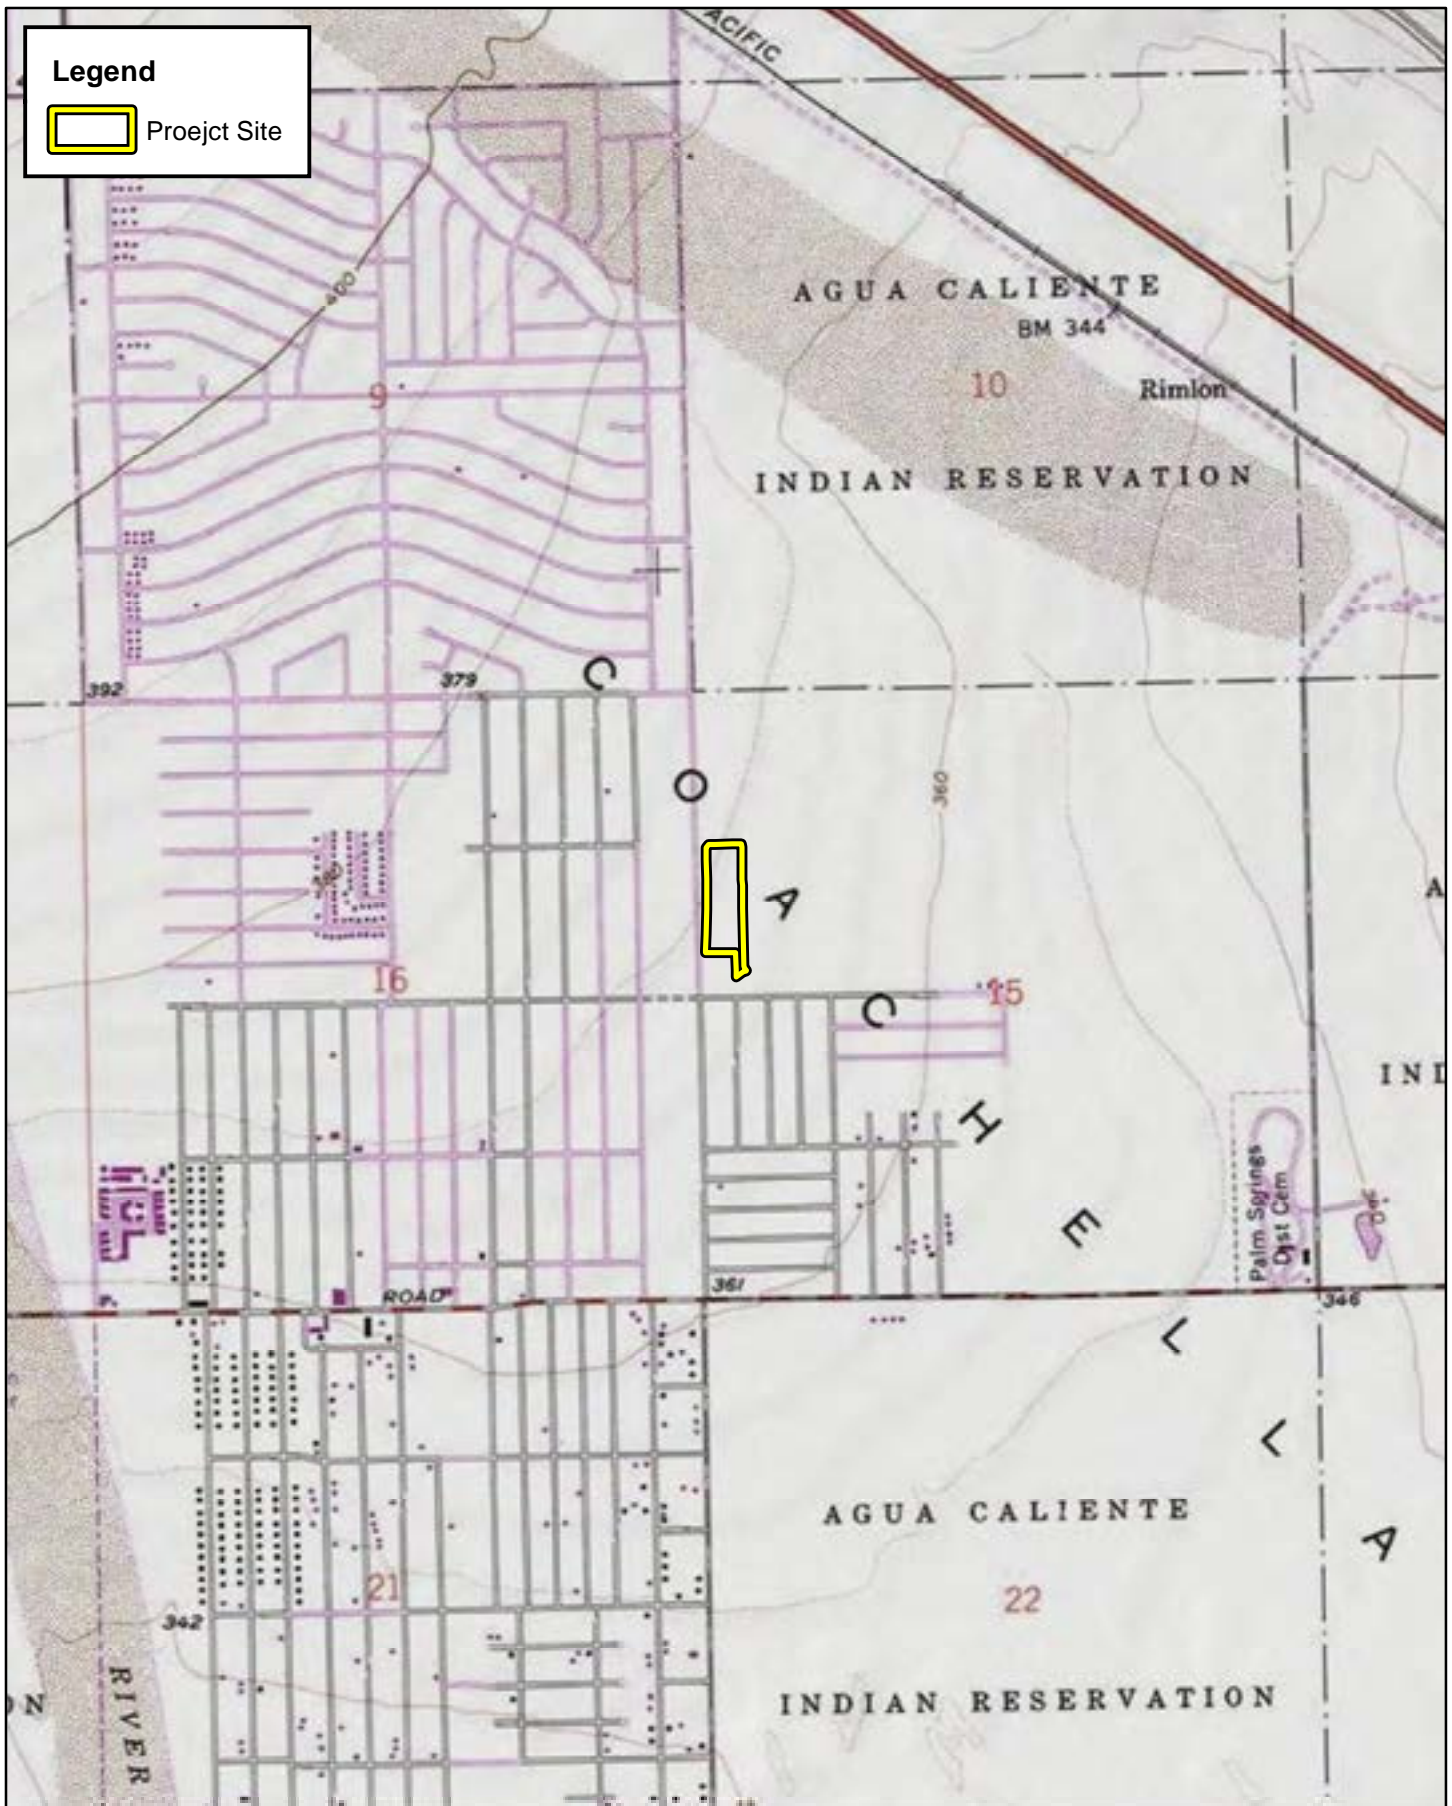 Legend
Proejct Site
ACIFIC
400
AGUA CALIENTE
BM 344
9
10
Rimlon
INDIAN RESERVATION
392
379
C
O
360
380
A
A
16
15
C
IND
H
Palm Springs
Dist Cem
E
361
ROAD
346
L
L
AGUA CALIENTE
A
21
22
342
RIVER
INDIAN RESERVATION
N